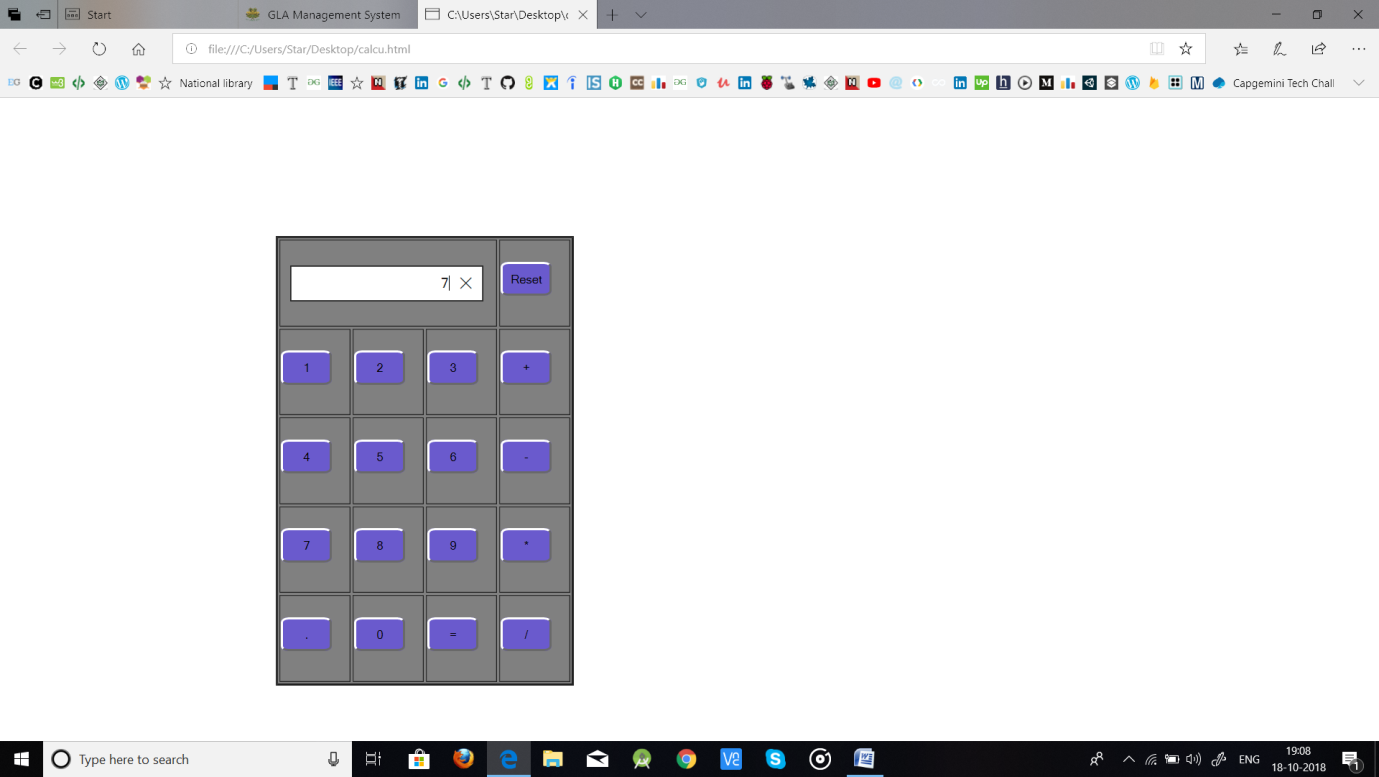 Start
GLA Management System
C:\Users\Star\Desktop\c
file:///C:/Users/Star/Desktop/calcu.html
National library
Capgemini Tech Chall
7
Reset
1 2 3 +
4 5 6 -
7 8 9 *
. 0 = /
Type here to search
ENG
19:08
18-10-2018
1